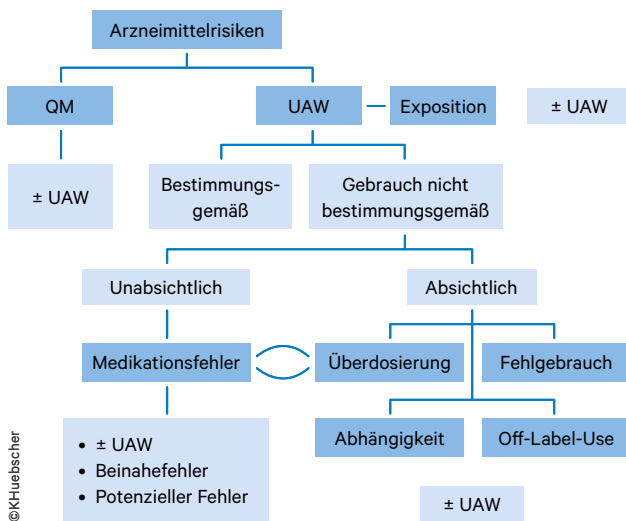 Arzneimittelrisiken
QM
UAW
Exposition
± UAW
± UAW
Bestimmungs-
gemäß
Gebrauch nicht
bestimmungsgemäß
Unabsichtlich
Absichtlich
Medikationsfehler
Überdosierung
Fehlgebrauch
Abhängigkeit
Off-Label-Use
• ± UAW
• Beinahefehler
• Potenzieller Fehler
± UAW
©KHuebscher